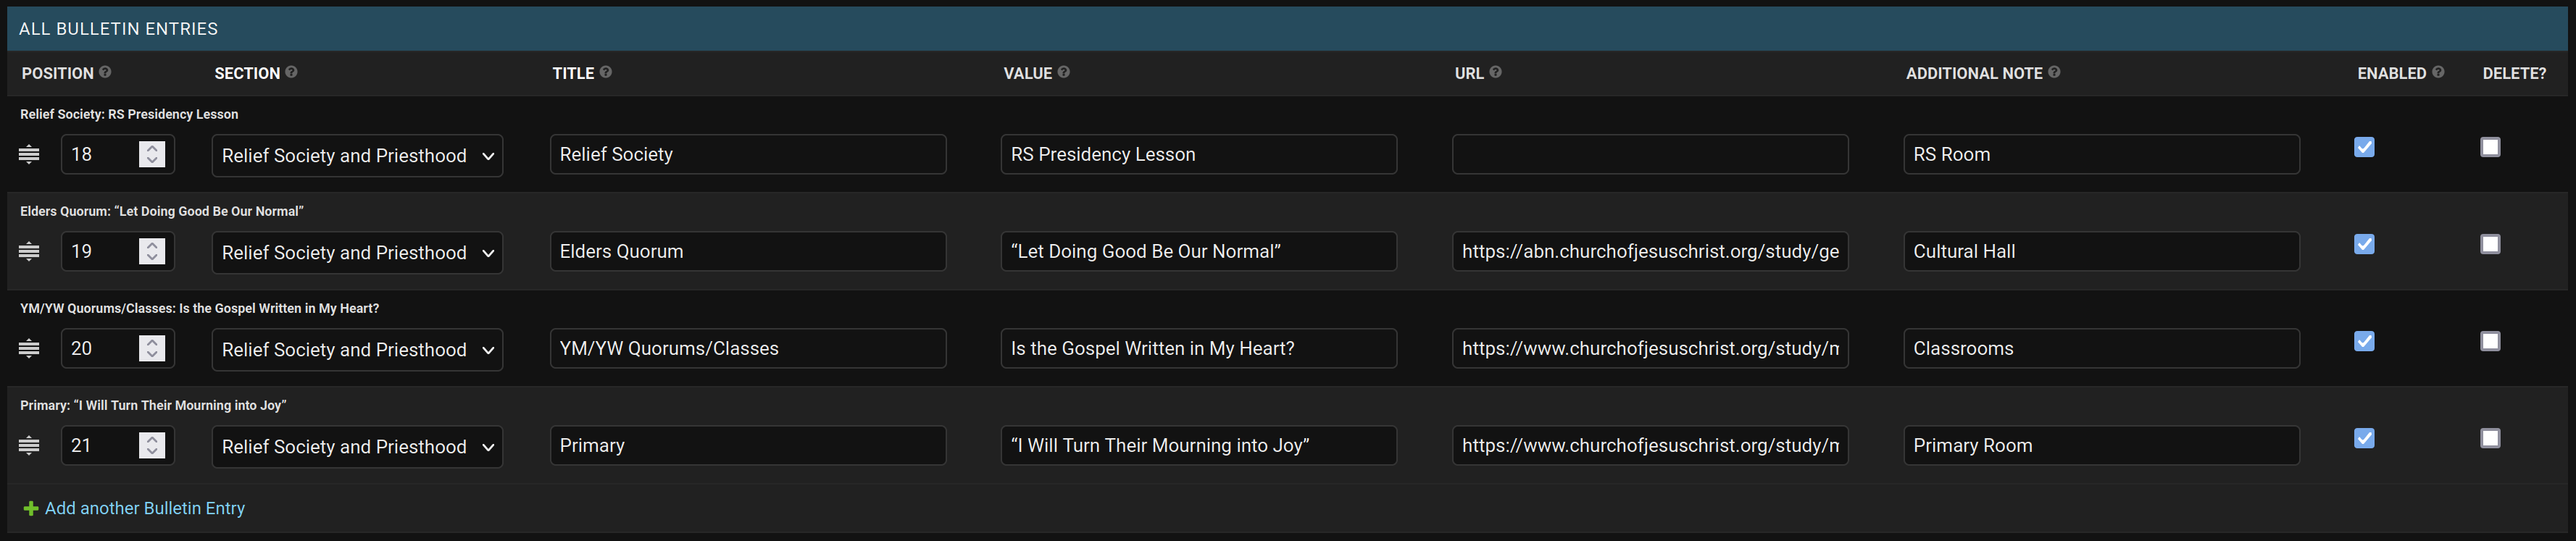 ALL BULLETIN ENTRIES
POSITION SECTION TITLE VALUE URL ADDITIONAL NOTE ENABLED DELETE?
Relief Society: RS Presidency Lesson
18 Relief Society and Priesthood Relief Society RS Presidency Lesson RS Room
Elders Quorum: “Let Doing Good Be Our Normal”
19 Relief Society and Priesthood Elders Quorum “Let Doing Good Be Our Normal” https://abn.churchofjesuschrist.org/study/ge Cultural Hall
YM/YW Quorums/Classes: Is the Gospel Written in My Heart?
20 Relief Society and Priesthood YM/YW Quorums/Classes Is the Gospel Written in My Heart? https://www.churchofjesuschrist.org/study/m Classrooms
Primary: “I Will Turn Their Mourning into Joy”
21 Relief Society and Priesthood Primary “I Will Turn Their Mourning into Joy” https://www.churchofjesuschrist.org/study/m Primary Room
Add another Bulletin Entry